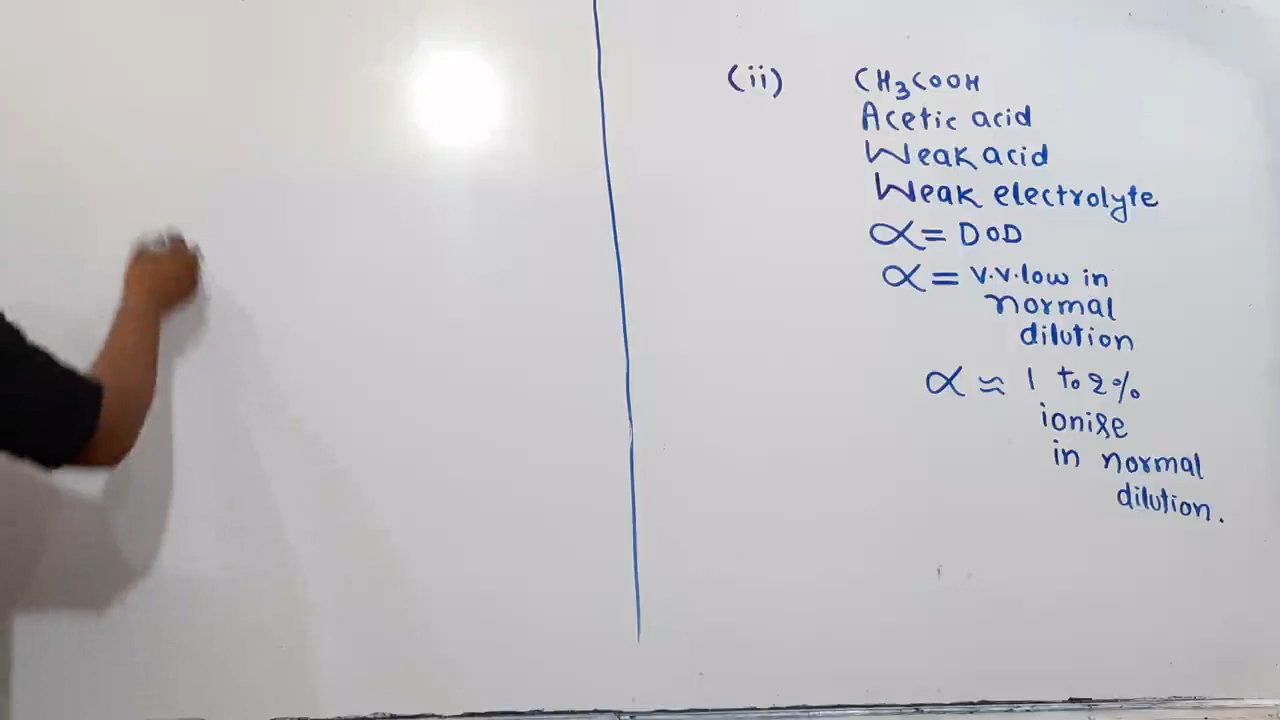 (ii) CH3COOH
Acetic acid
Weak acid
Weak electrolyte
α = DOD
α = v.v.low in
normal
dilution
α ≈ 1 to 2%
ionise
in normal
dilution.